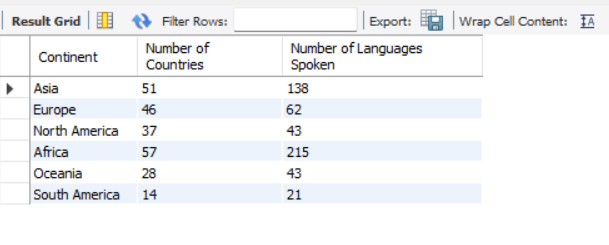 Result Grid Filter Rows: Export: Wrap Cell Content: IA
Continent Number of Countries Number of Languages Spoken
Asia 51 138
Europe 46 62
North America 37 43
Africa 57 215
Oceania 28 43
South America 14 21